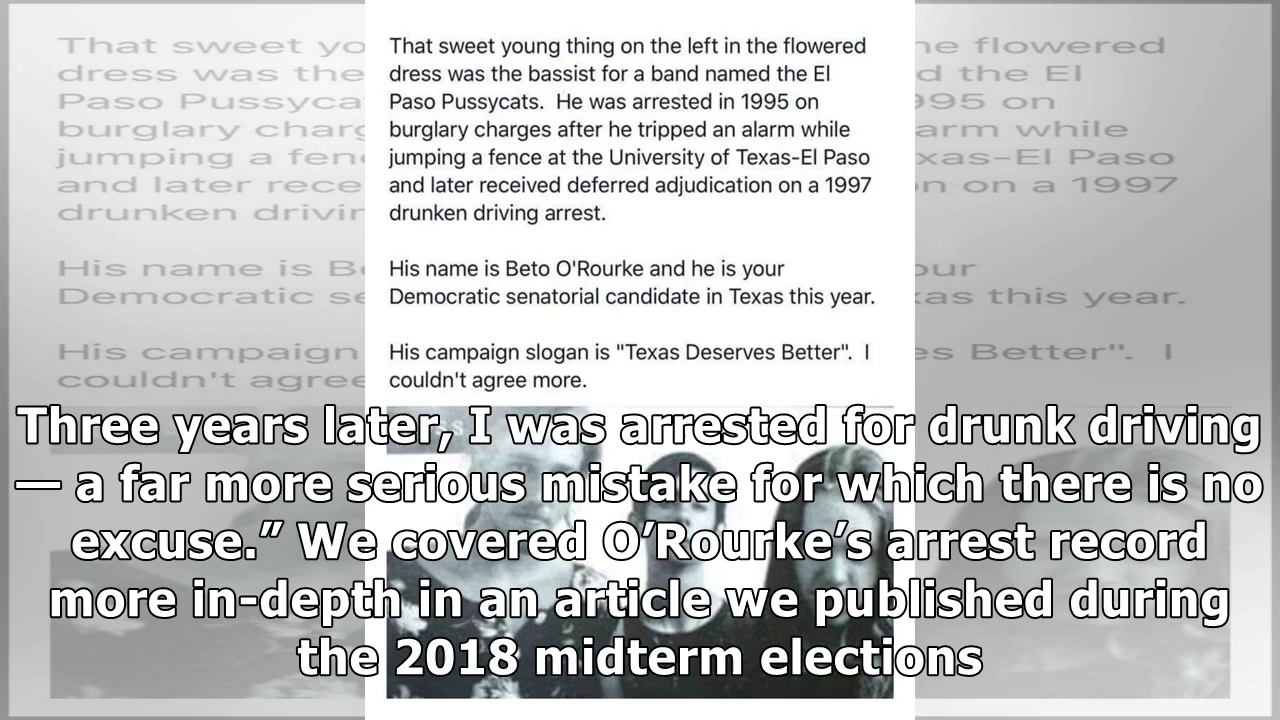 That sweet young thing on the left in the flowered
dress was the bassist for a band named the El
Paso Pussycats.  He was arrested in 1995 on
burglary charges after he tripped an alarm while
jumping a fence at the University of Texas-El Paso
and later received deferred adjudication on a 1997
drunken driving arrest.
His name is Beto O'Rourke and he is your
Democratic senatorial candidate in Texas this year.
His campaign slogan is "Texas Deserves Better".  I
couldn't agree more.
Three years later, I was arrested for drunk driving
— a far more serious mistake for which there is no
excuse.” We covered O’Rourke’s arrest record
more in-depth in an article we published during
the 2018 midterm elections